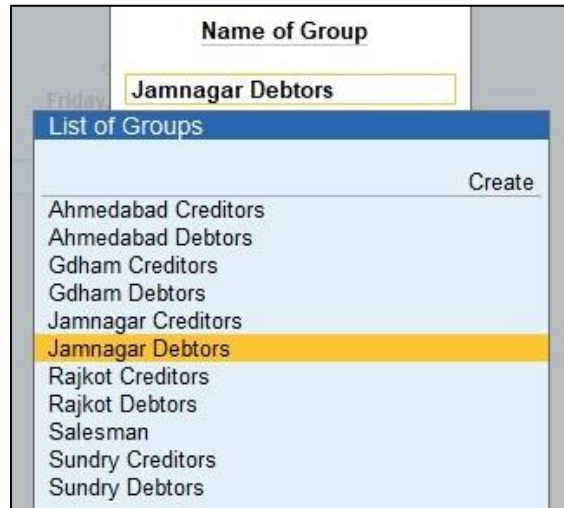 Name of Group
Jamnagar Debtors
Friday,
List of Groups
Create
Ahmedabad Creditors
Ahmedabad Debtors
Gdham Creditors
Gdham Debtors
Jamnagar Creditors
Jamnagar Debtors
Rajkot Creditors
Rajkot Debtors
Salesman
Sundry Creditors
Sundry Debtors